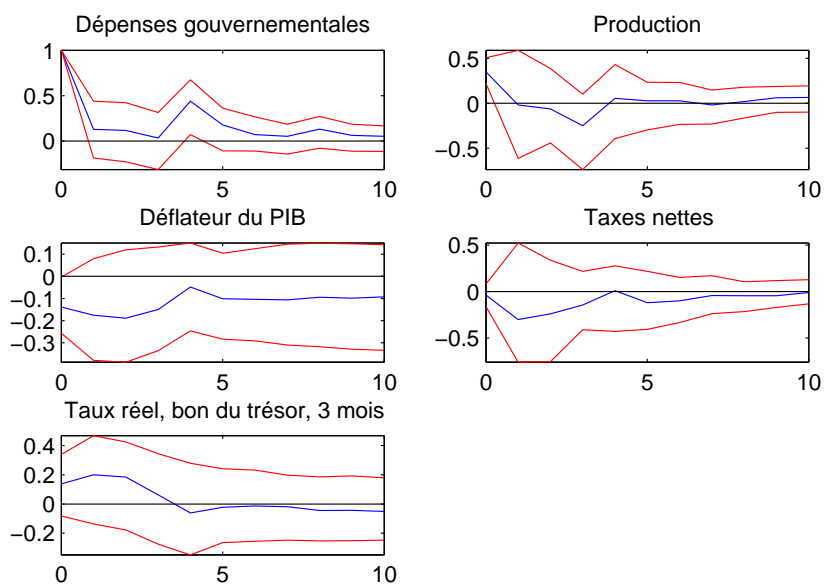 Dépenses gouvernementales
1
0.5
0
0 5 10
Production
0.5
0
−0.5
0 5 10
Déflateur du PIB
0.1
0
−0.1
−0.2
−0.3
0 5 10
Taxes nettes
0.5
0
−0.5
0 5 10
Taux réel, bon du trésor, 3 mois
0.4
0.2
0
−0.2
0 5 10